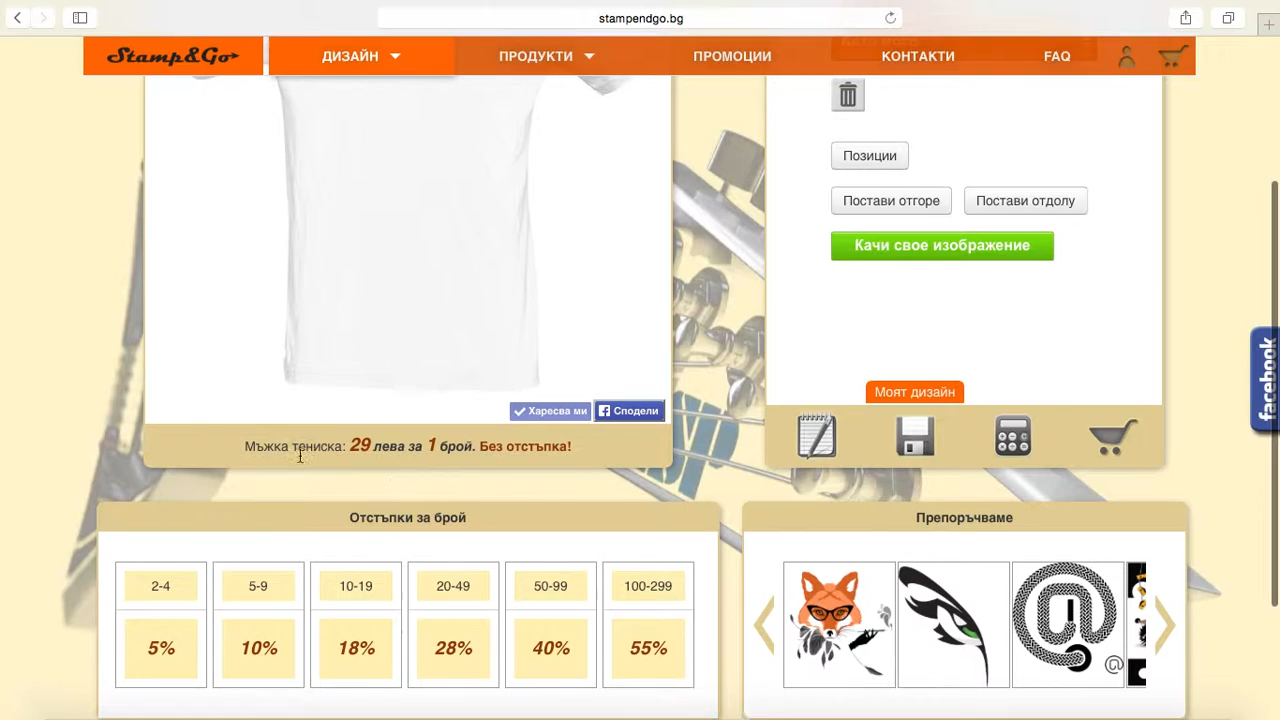 stampendgo.bg
Stamp&Go
ДИЗАЙН
ПРОДУКТИ
ПРОМОЦИИ
КОНТАКТИ
FAQ
Позиции
Постави отгоре
Постави отдолу
Качи свое изображение
facebook
Моят дизайн
Харесва ми
Сподели
Мъжка тениска: 29 лева за 1 брой. Без отстъпка!
Отстъпки за брой
Препоръчваме
2-4
5-9
10-19
20-49
50-99
100-299
5%
10%
18%
28%
40%
55%